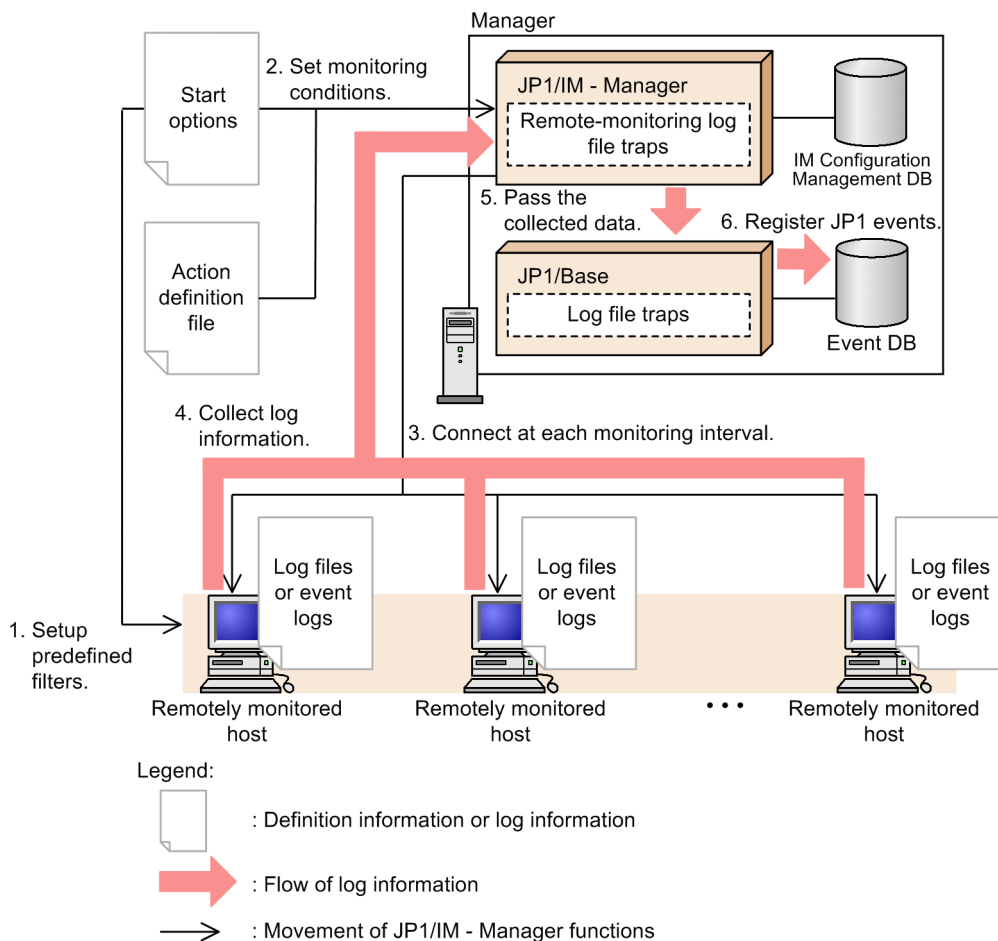 Manager
Start
options
2. Set monitoring
conditions.
JP1/IM - Manager
Remote-monitoring log
file traps
IM Configuration
Management DB
5. Pass the
collected data.
6. Register JP1 events.
Action
definition
file
JP1/Base
Log file traps
Event DB
4. Collect log
information.
3. Connect at each monitoring interval.
Log files
or event
logs
Log files
or event
logs
Log files
or event
logs
1. Setup
predefined
filters.
Remotely monitored
host
Remotely monitored
host
• • •
Remotely monitored
host
Legend:
: Definition information or log information
: Flow of log information
: Movement of JP1/IM - Manager functions